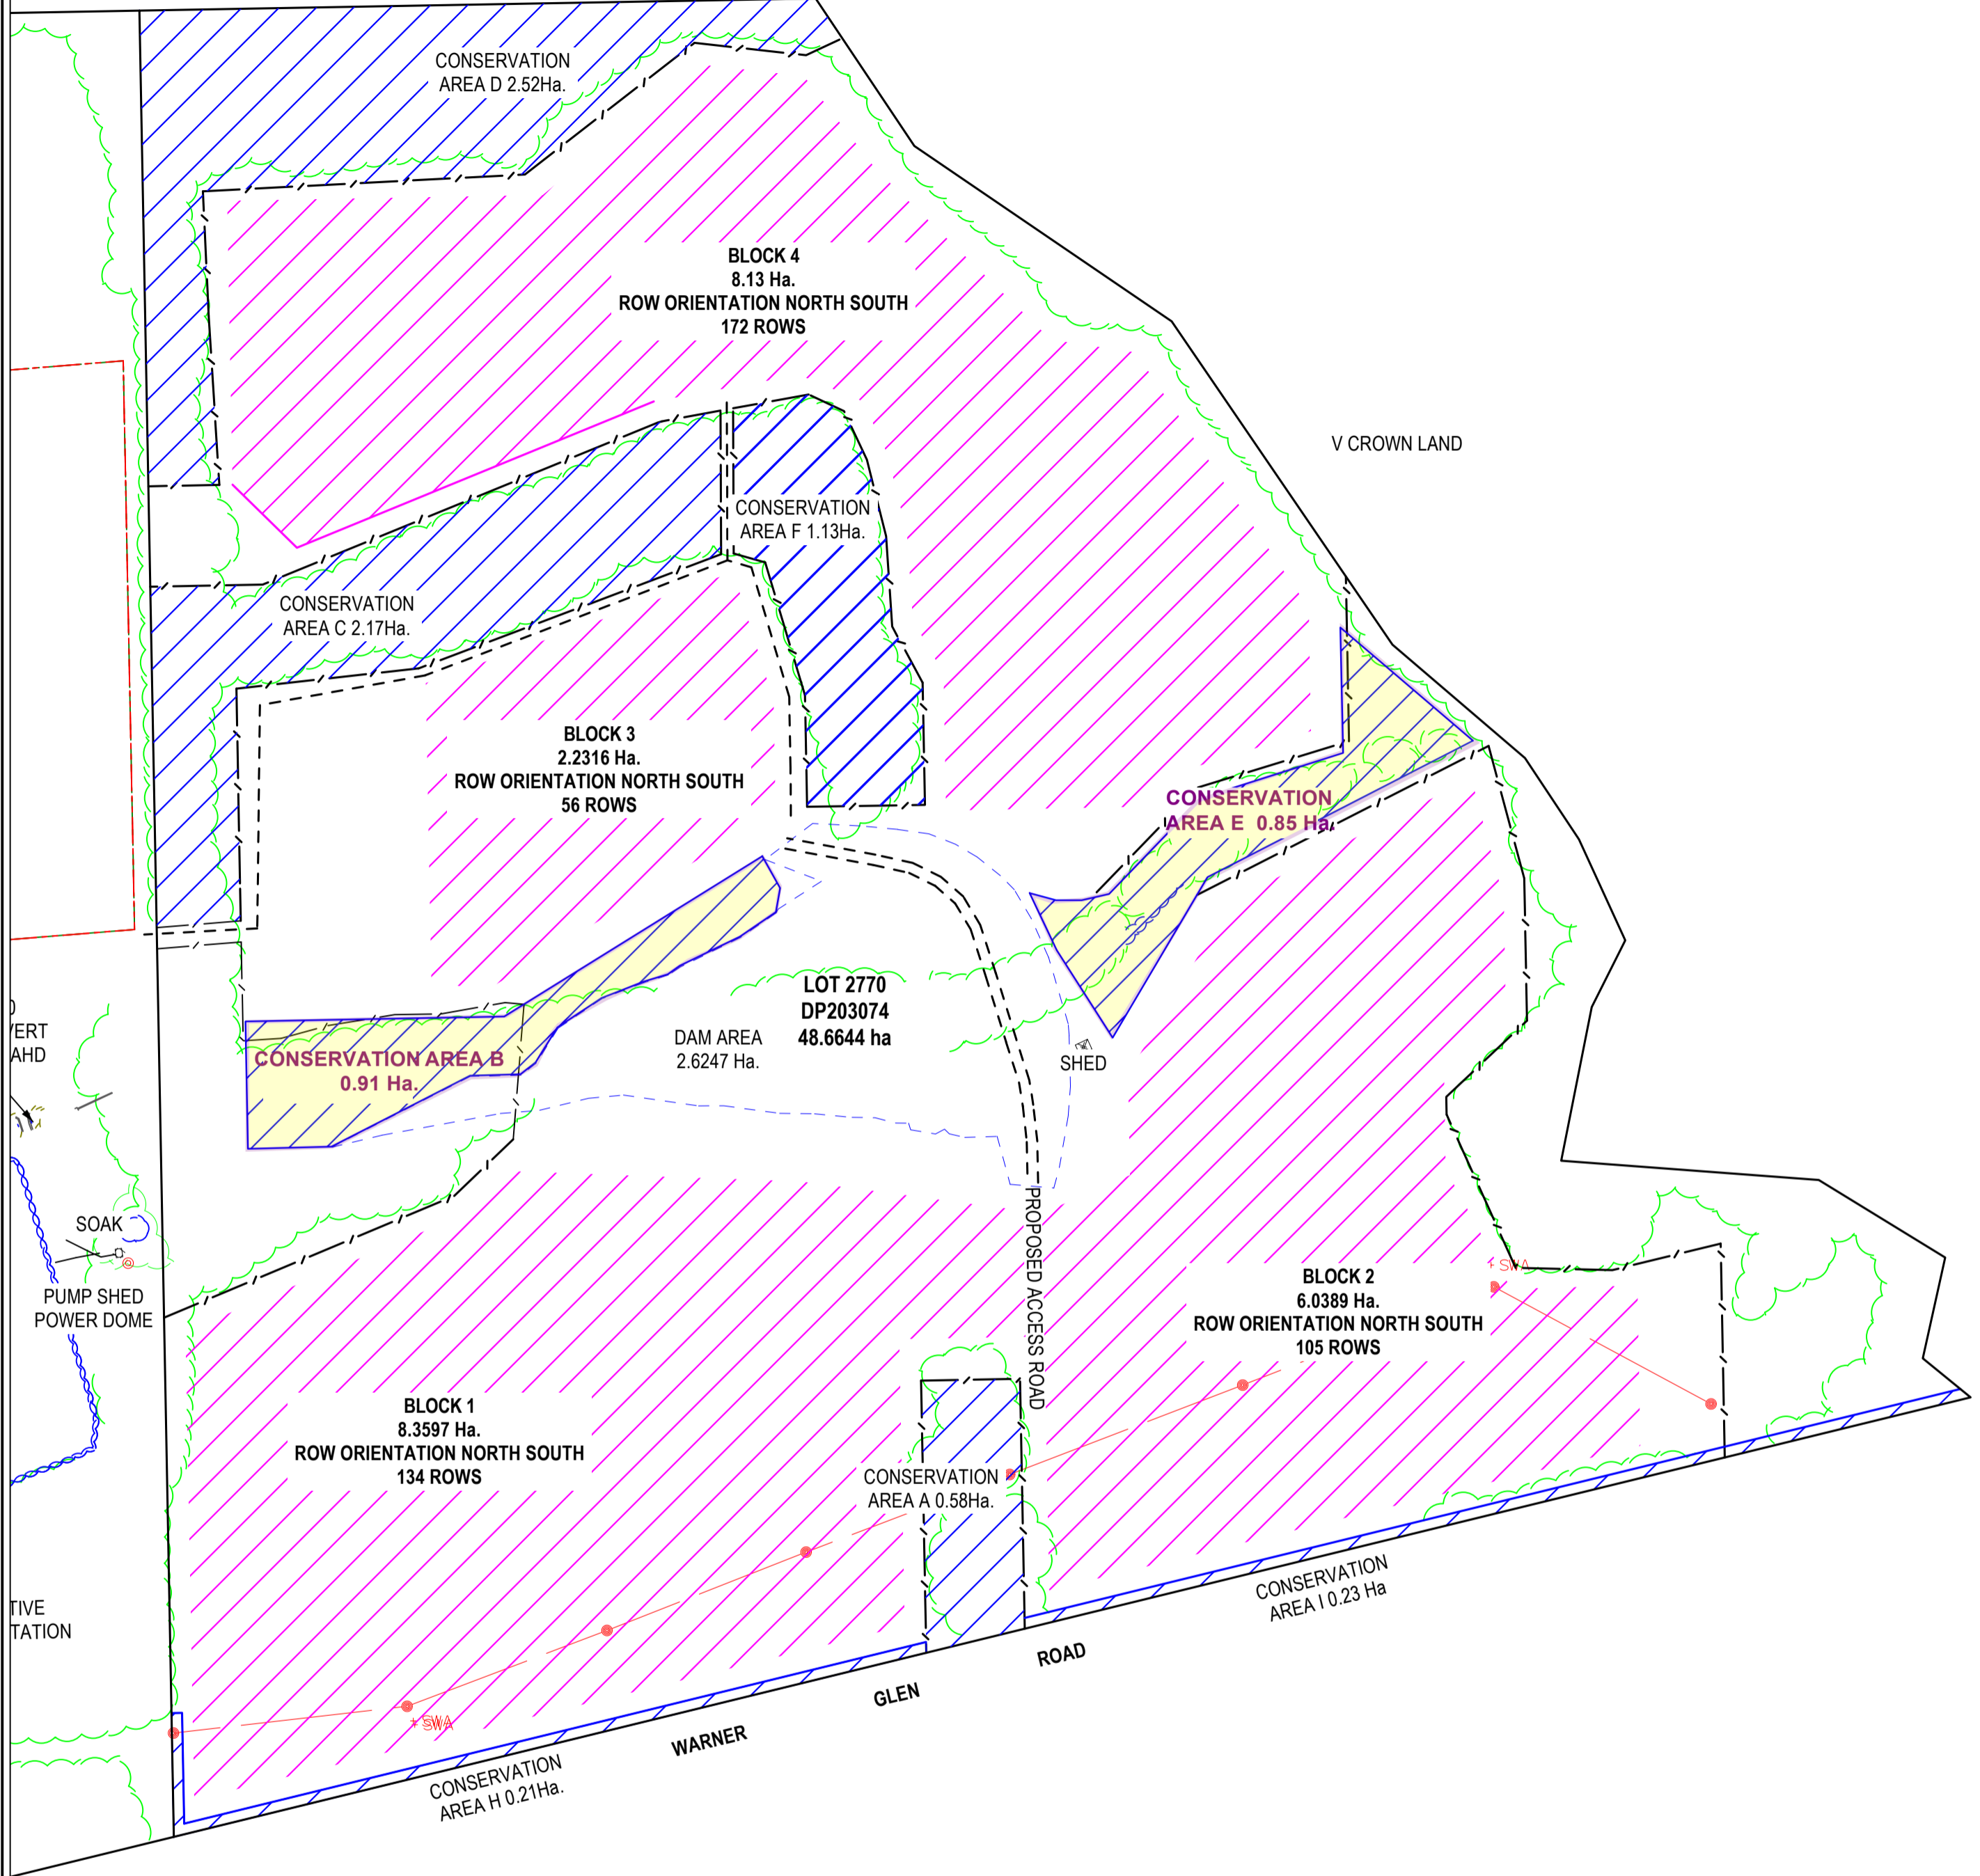 CONSERVATION
AREA D 2.52Ha.
BLOCK 4
8.13 Ha.
ROW ORIENTATION NORTH SOUTH
172 ROWS
V CROWN LAND
CONSERVATION
AREA F 1.13Ha.
CONSERVATION
AREA C 2.17Ha.
BLOCK 3
2.2316 Ha.
ROW ORIENTATION NORTH SOUTH
56 ROWS
CONSERVATION
AREA E 0.85 Ha.
LOT 2770
DP203074
48.6644 ha
DAM AREA
2.6247 Ha.
SHED
CONSERVATION AREA B
0.91 Ha.
VERT
AHD
SOAK
PUMP SHED
POWER DOME
PROPOSED ACCESS ROAD
SWA
BLOCK 2
6.0389 Ha.
ROW ORIENTATION NORTH SOUTH
105 ROWS
BLOCK 1
8.3597 Ha.
ROW ORIENTATION NORTH SOUTH
134 ROWS
CONSERVATION
AREA A 0.58Ha.
TIVE
TATION
CONSERVATION
AREA I 0.23 Ha
WARNER GLEN ROAD
SWA
CONSERVATION
AREA H 0.21Ha.